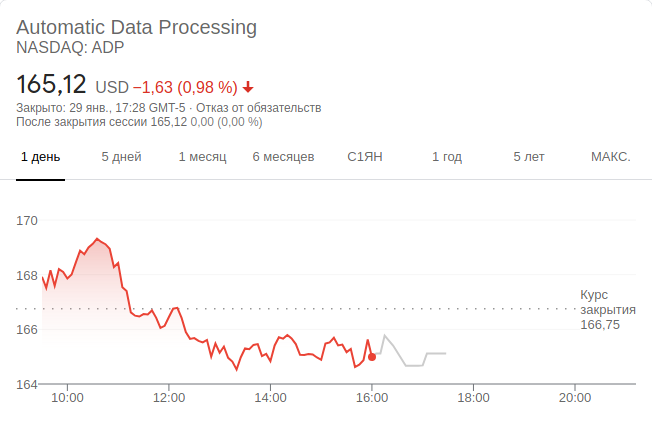 Automatic Data Processing
NASDAQ: ADP
165,12 USD −1,63 (0,98 %)
Закрыто: 29 янв., 17:28 GMT-5 · Отказ от обязательств
После закрытия сессии 165,12 0,00 (0,00 %)
1 день 5 дней 1 месяц 6 месяцев С1ЯН 1 год 5 лет МАКС.
170
168
Курс
закрытия
166,75
166
164
10:00 12:00 14:00 16:00 18:00 20:00